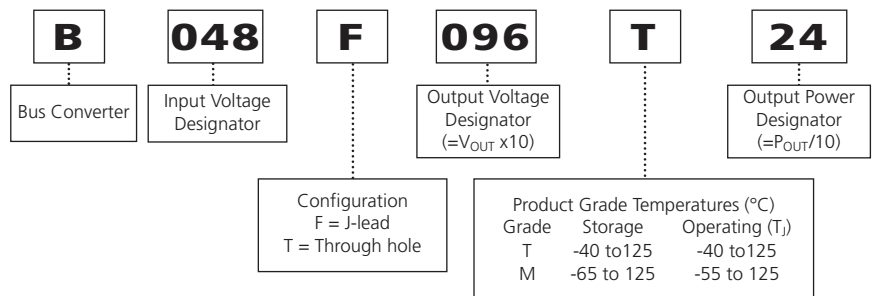 B 048 F 096 T 24
Bus Converter
Input Voltage
Designator
Output Voltage
Designator
(=VOUT x10)
Output Power
Designator
(=POUT/10)
Configuration
F = J-lead
T = Through hole
Product Grade Temperatures (°C)
Grade Storage Operating (TJ)
T -40 to125 -40 to125
M -65 to 125 -55 to 125